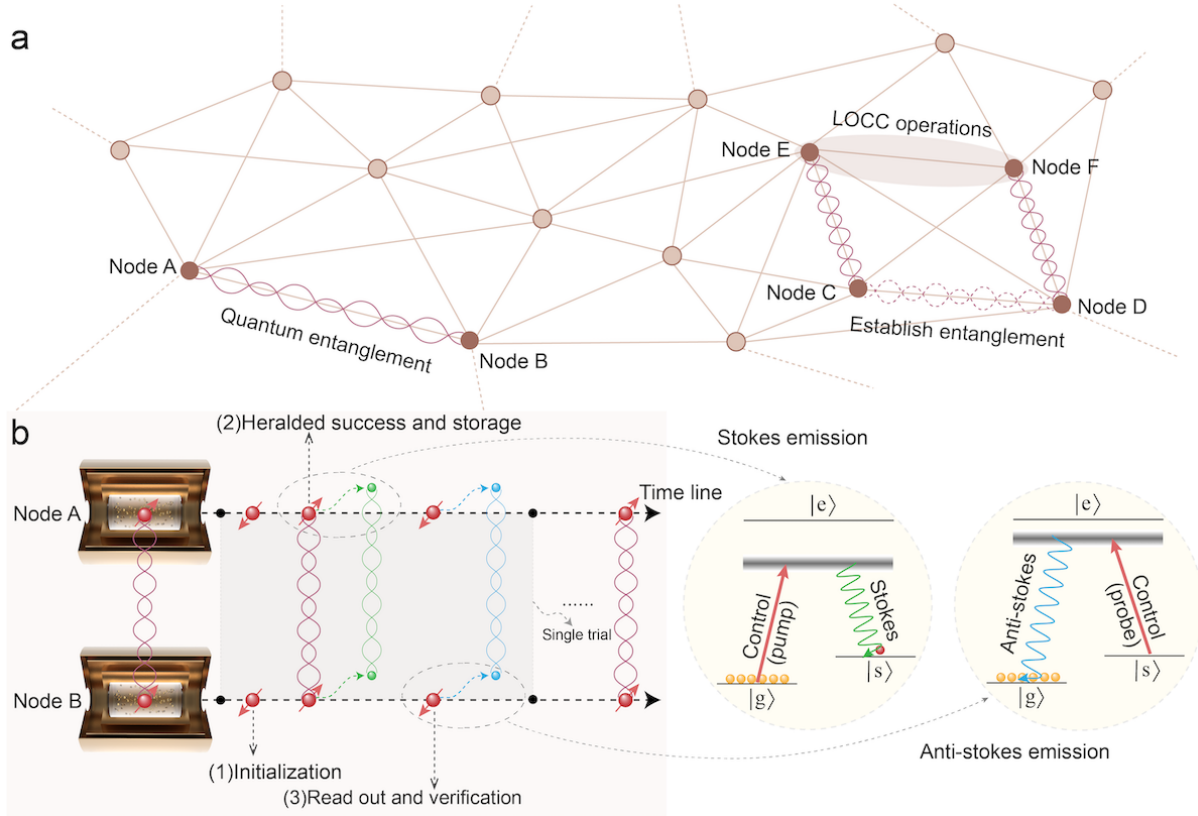 a
LOCC operations
Node E
Node F
Node A
Node C
Node D
Quantum entanglement
Establish entanglement
Node B
b
(2)Heralded success and storage
Stokes emission
Node A
Time line
|e⟩
|e⟩
Control
(pump)
Stokes
Anti-stokes
Control
(probe)
......
Single trial
|s⟩
|s⟩
|g⟩
|g⟩
Node B
Anti-stokes emission
(1)Initialization
(3)Read out and verification